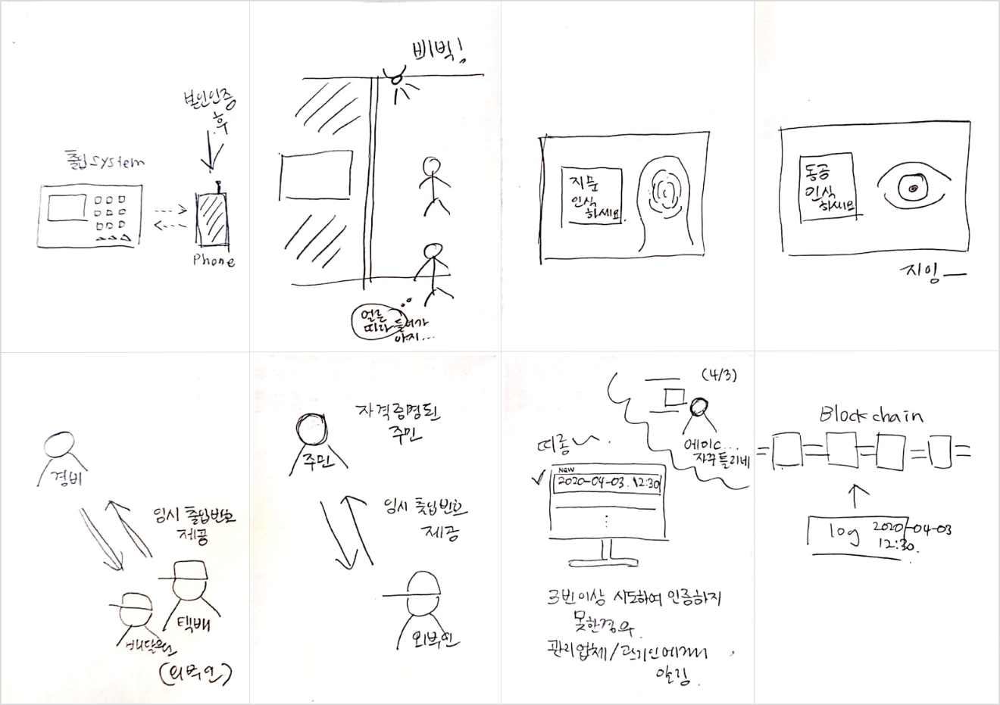 본인인증
후
출입 System
Phone
삐빅!
얼른
따라 들어가
야지...
지문
인식
하세요
동공
인식
하세요
지잉—
경비
임시 출입번호
제공
택배
배달원
(외부인)
자격증명된
주민
주민
임시 출입번호
제공
외부인
(4/3)
에이c...
자꾸 틀리네
띠롱~.
NEW
2020-04-03. 12:30
3번이상 시도하여 인증하지
못한경우.
관리업체/관리인에게
알림.
Block chain
log 2020-04-03
12:30.